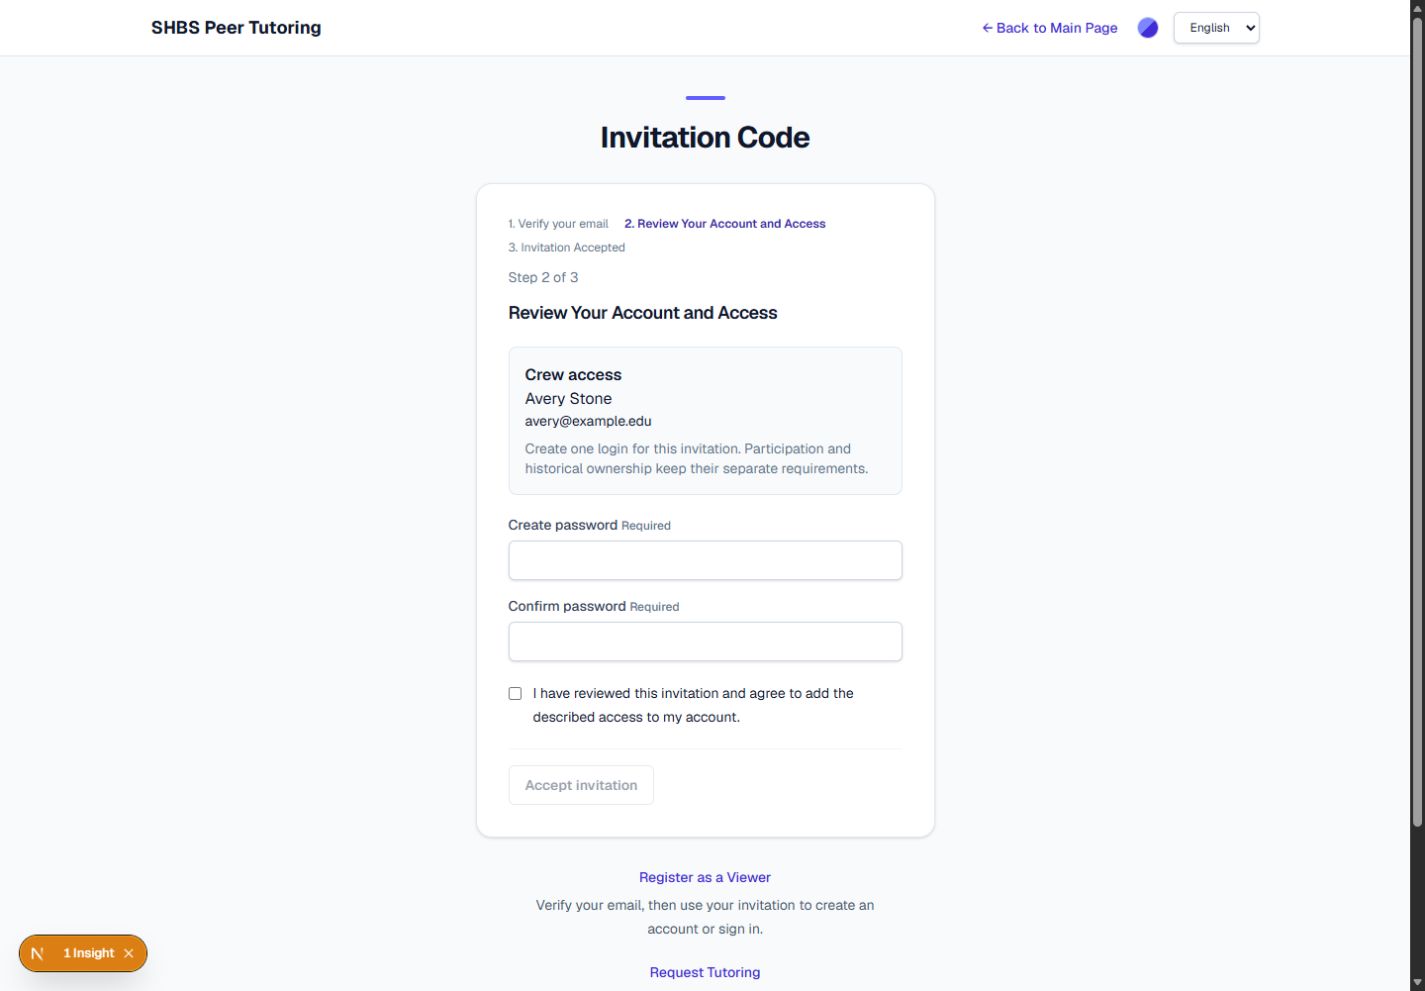 SHBS Peer Tutoring
← Back to Main Page
English
Invitation Code
1. Verify your email
2. Review Your Account and Access
3. Invitation Accepted
Step 2 of 3
Review Your Account and Access
Crew access
Avery Stone
avery@example.edu
Create one login for this invitation. Participation and
historical ownership keep their separate requirements.
Create password Required
Confirm password Required
I have reviewed this invitation and agree to add the
described access to my account.
Accept invitation
Register as a Viewer
Verify your email, then use your invitation to create an
account or sign in.
N 1 Insight ×
Request Tutoring